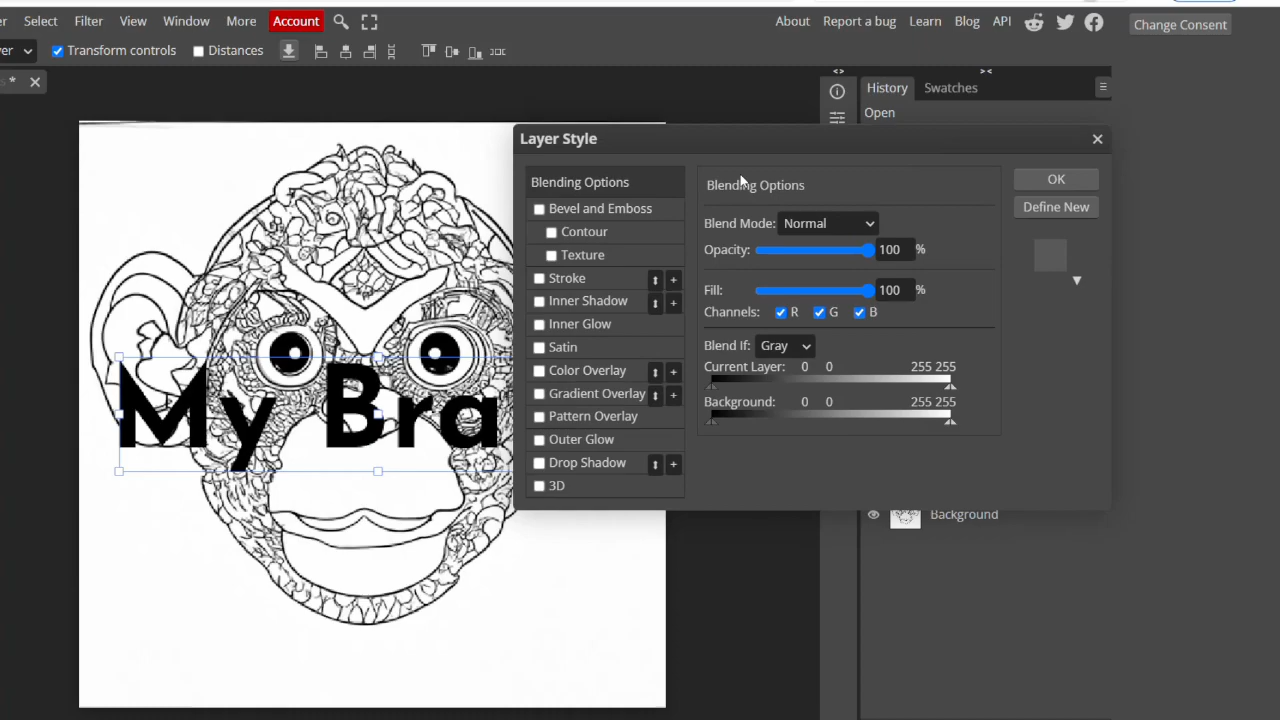 Select Filter View Window More Account About Report a bug Learn Blog API Change Consent
Transform controls Distances
History Swatches
Open
Layer Style
Blending Options
Bevel and Emboss
Contour
Texture
Stroke
Inner Shadow
Inner Glow
Satin
Color Overlay
Gradient Overlay
Pattern Overlay
Outer Glow
Drop Shadow
3D
Blending Options
Blend Mode: Normal
Opacity: 100 %
Fill: 100 %
Channels: R G B
Blend If: Gray
Current Layer: 0 0 255 255
Background: 0 0 255 255
OK
Define New
My Bra
Background